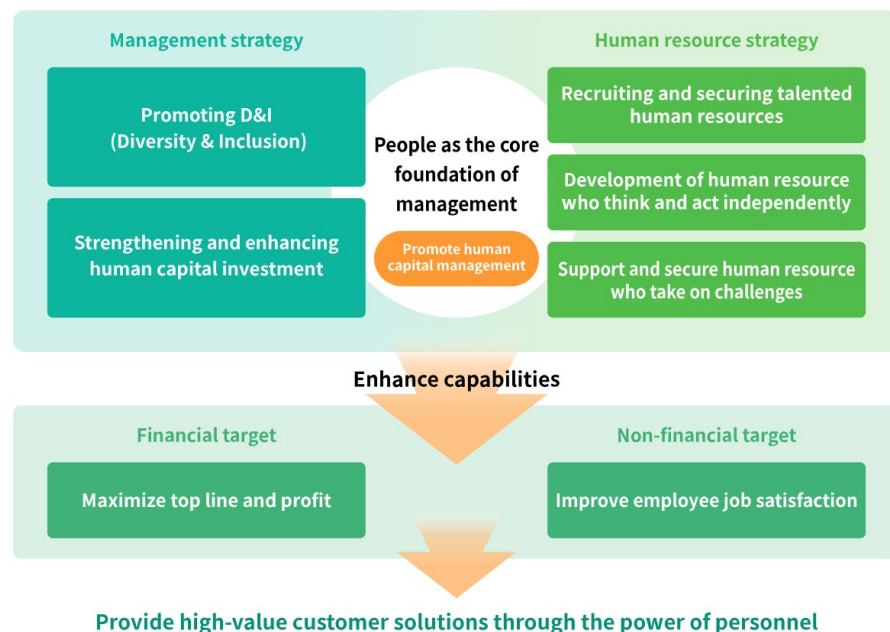 Management strategy
Promoting D&I
(Diversity & Inclusion)
Strengthening and enhancing
human capital investment
People as the core
foundation of
management
Promote human
capital management
Human resource strategy
Recruiting and securing talented
human resources
Development of human resource
who think and act independently
Support and secure human resource
who take on challenges
Enhance capabilities
Financial target
Maximize top line and profit
Non-financial target
Improve employee job satisfaction
Provide high-value customer solutions through the power of personnel